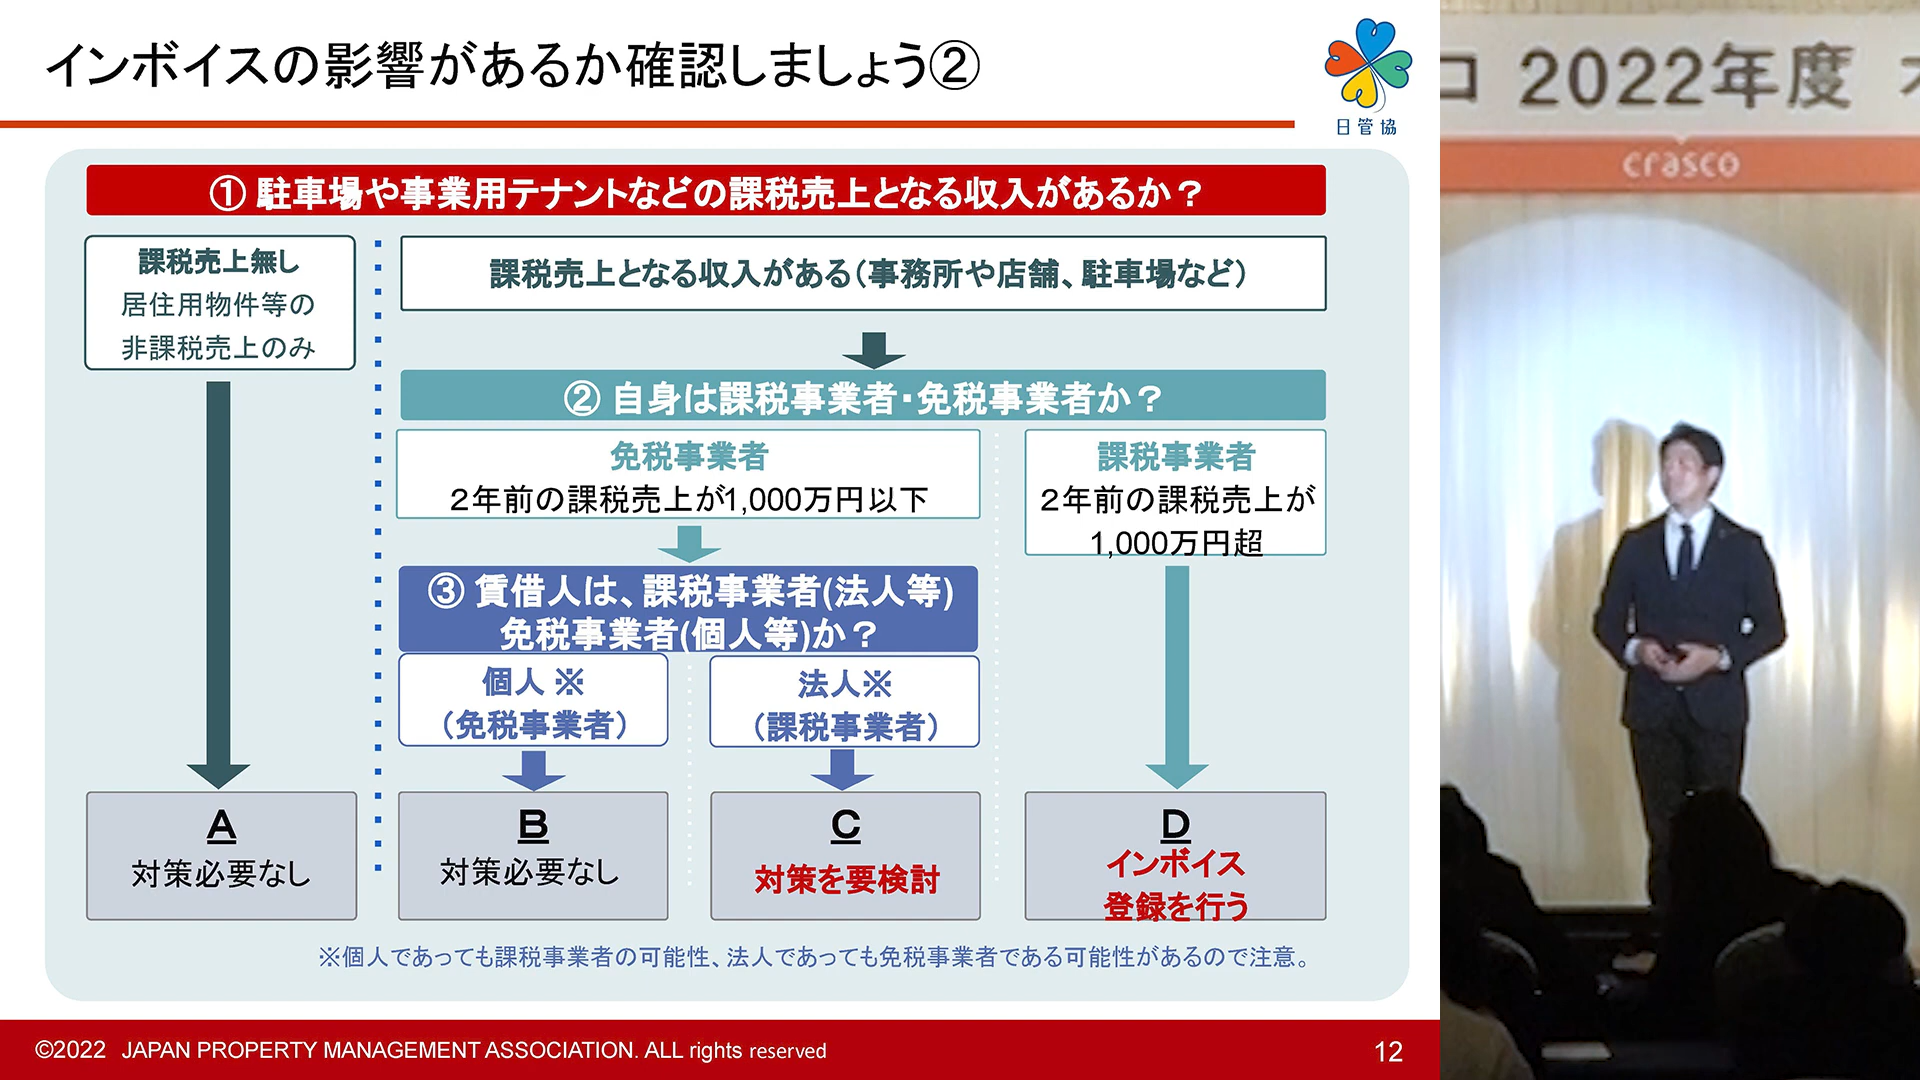 インボイスの影響があるか確認しましょう②
日管協
① 駐車場や事業用テナントなどの課税売上となる収入があるか？
課税売上無し
居住用物件等の
非課税売上のみ
課税売上となる収入がある（事務所や店舗、駐車場など）
② 自身は課税事業者・免税事業者か？
免税事業者
２年前の課税売上が1,000万円以下
課税事業者
２年前の課税売上が
1,000万円超
③ 賃借人は、課税事業者(法人等)
免税事業者(個人等)か？
個人 ※
（免税事業者）
法人※
（課税事業者）
A
対策必要なし
B
対策必要なし
C
対策を要検討
D
インボイス
登録を行う
※個人であっても課税事業者の可能性、法人であっても免税事業者である可能性があるので注意。
©2022 JAPAN PROPERTY MANAGEMENT ASSOCIATION. ALL rights reserved
12
コ 2022年度
crasco